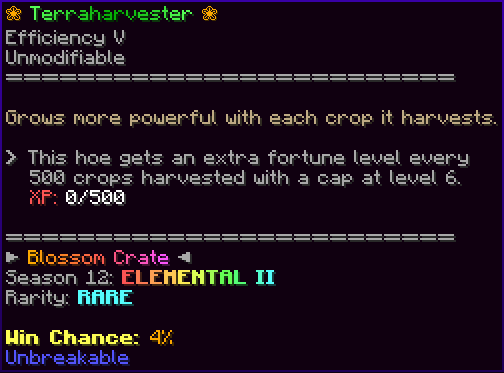 ❀ Terraharvester ❀
Efficiency V
Unmodifiable
============================
Grows more powerful with each crop it harvests.
> This hoe gets an extra fortune level every
500 crops harvested with a cap at level 6.
XP: 0/500
============================
► Blossom Crate ◄
Season 12: ELEMENTAL II
Rarity: RARE
Win Chance: 4%
Unbreakable